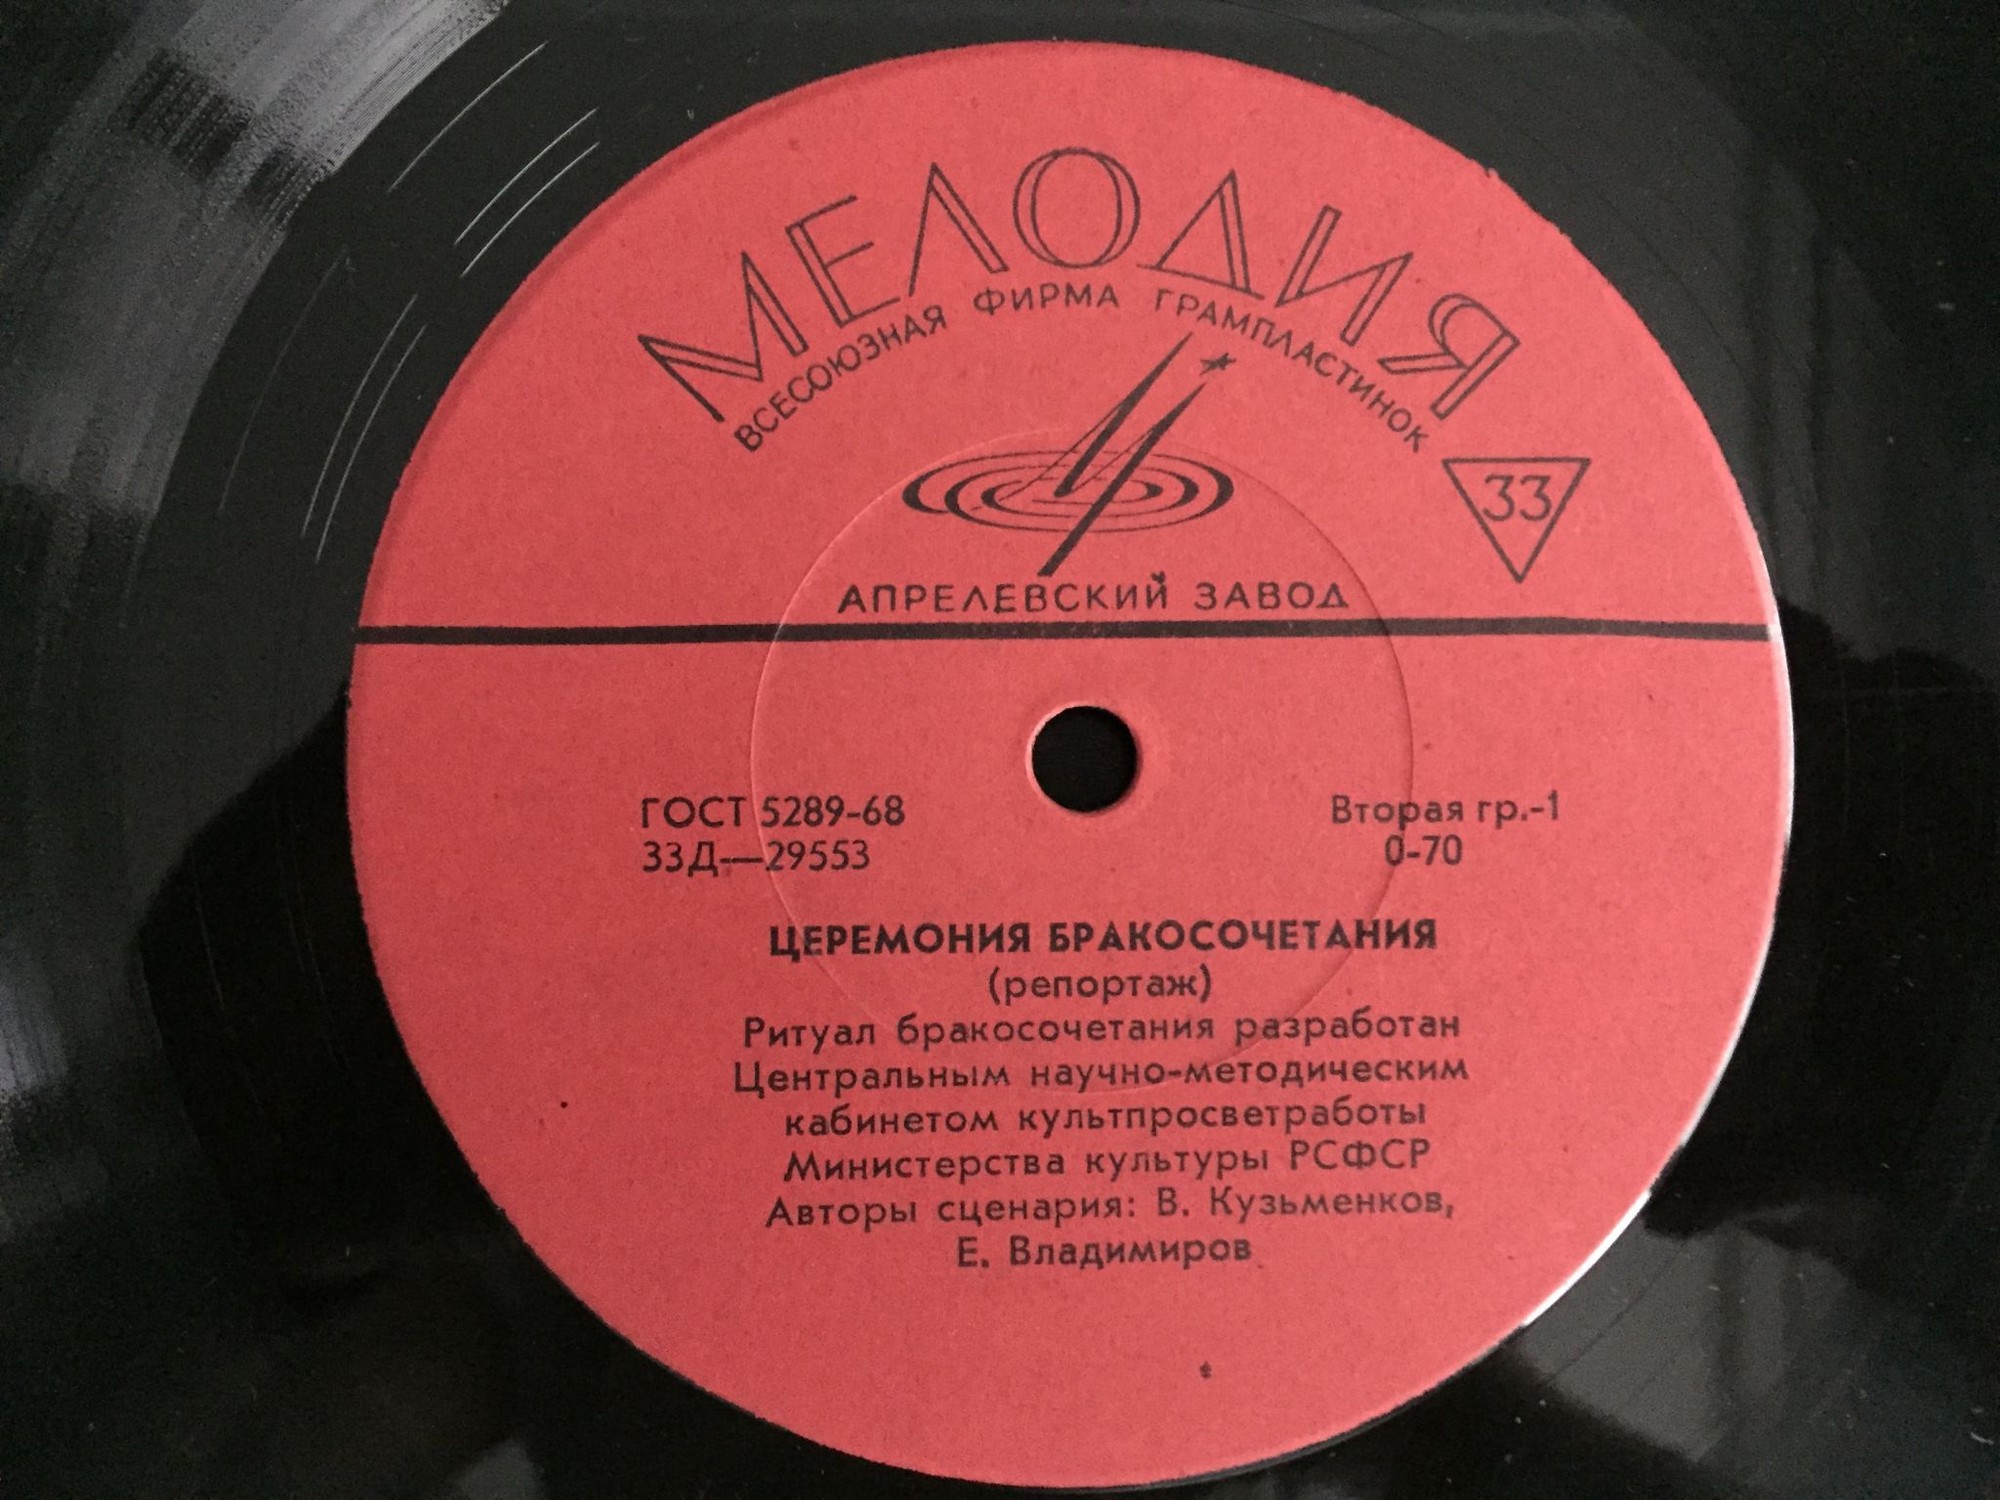 МЕЛОДИЯ
ВСЕСОЮЗНАЯ ФИРМА ГРАМПЛАСТИНОК
33
АПРЕЛЕВСКИЙ ЗАВОД
ГОСТ 5289-68
Вторая гр.-1
33Д—29553
0-70
ЦЕРЕМОНИЯ БРАКОСОЧЕТАНИЯ
(репортаж)
Ритуал бракосочетания разработан
Центральным научно-методическим
кабинетом культпросветработы
Министерства культуры РСФСР
Авторы сценария: В. Кузьменков,
Е. Владимиров